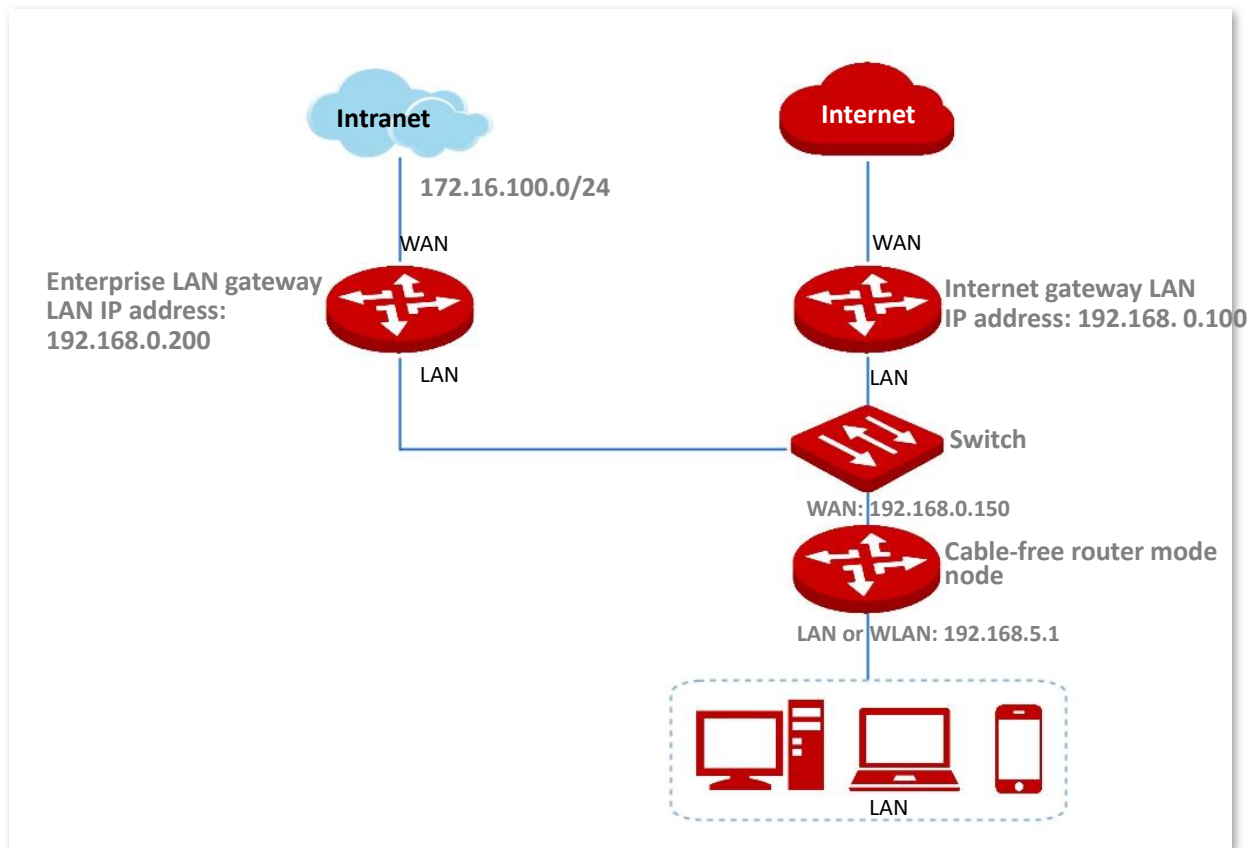 Intranet
Internet
172.16.100.0/24
WAN
WAN
Enterprise LAN gateway
LAN IP address:
192.168.0.200
Internet gateway LAN
IP address: 192.168. 0.100
LAN
LAN
Switch
WAN: 192.168.0.150
Cable-free router mode
node
LAN or WLAN: 192.168.5.1
LAN